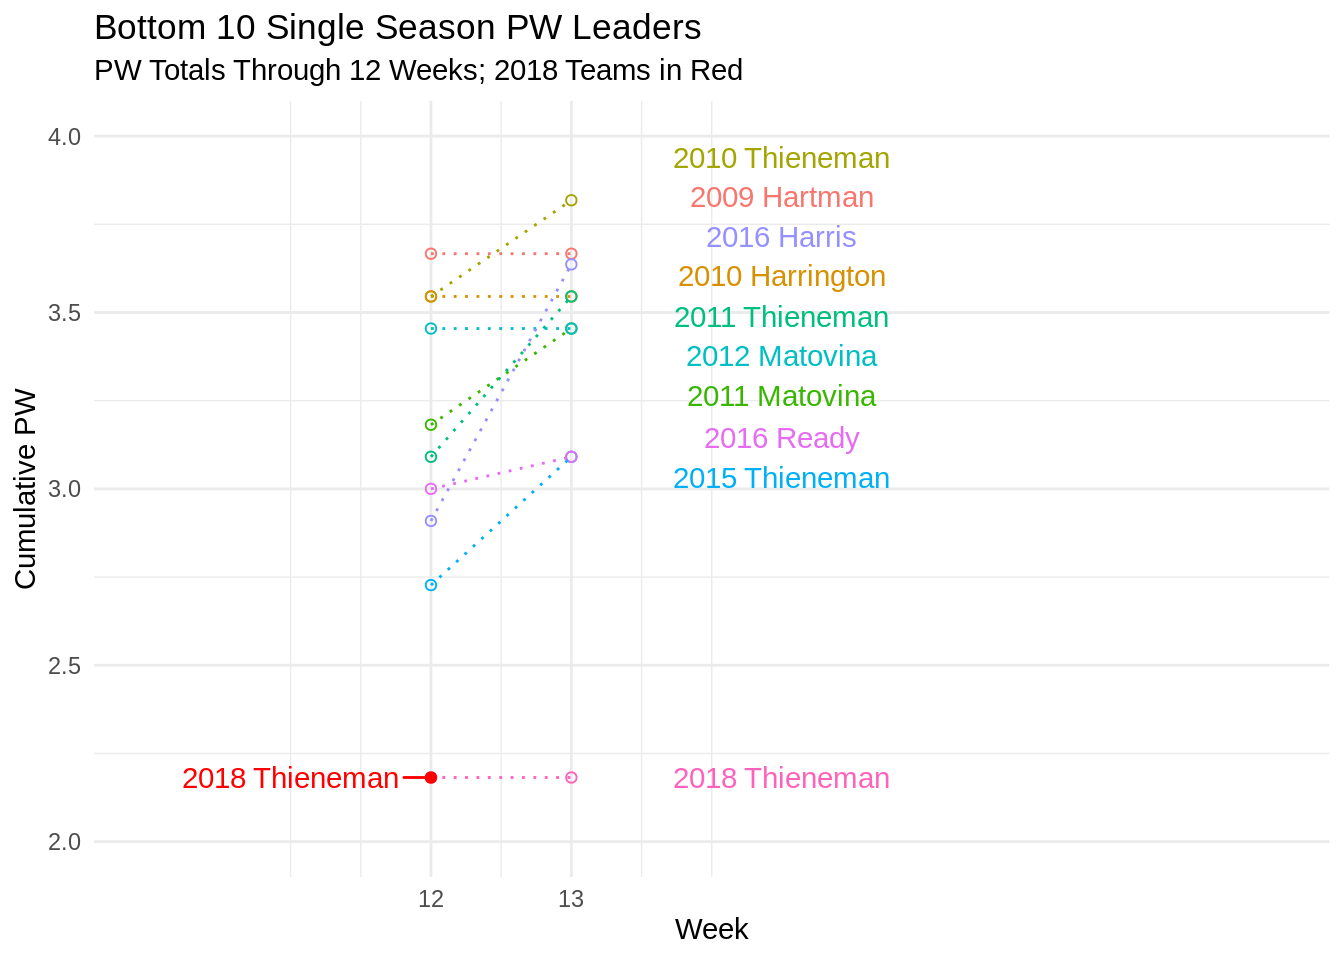 Bottom 10 Single Season PW Leaders
PW Totals Through 12 Weeks; 2018 Teams in Red
Cumulative PW
4.0
3.5
3.0
2.5
2.0
2010 Thieneman
2009 Hartman
2016 Harris
2010 Harrington
2011 Thieneman
2012 Matovina
2011 Matovina
2016 Ready
2015 Thieneman
2018 Thieneman
2018 Thieneman
12
13
Week